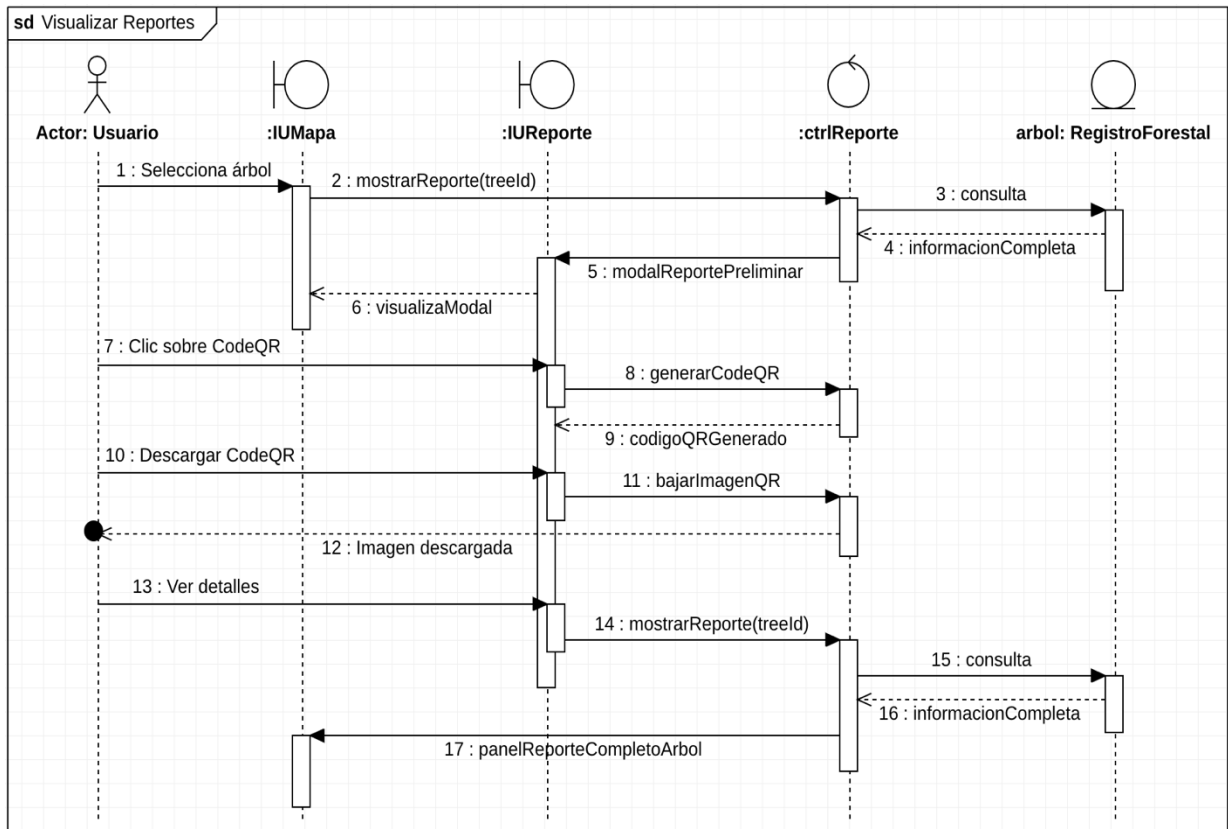 sd Visualizar Reportes
Actor: Usuario
:IUMapa
:IUReporte
:ctrlReporte
arbol: RegistroForestal
1 : Selecciona árbol
2 : mostrarReporte(treeId)
3 : consulta
4 : informacionCompleta
5 : modalReportePreliminar
6 : visualizaModal
7 : Clic sobre CodeQR
8 : generarCodeQR
9 : codigoQRGenerado
10 : Descargar CodeQR
11 : bajarImagenQR
12 : Imagen descargada
13 : Ver detalles
14 : mostrarReporte(treeId)
15 : consulta
16 : informacionCompleta
17 : panelReporteCompletoArbol